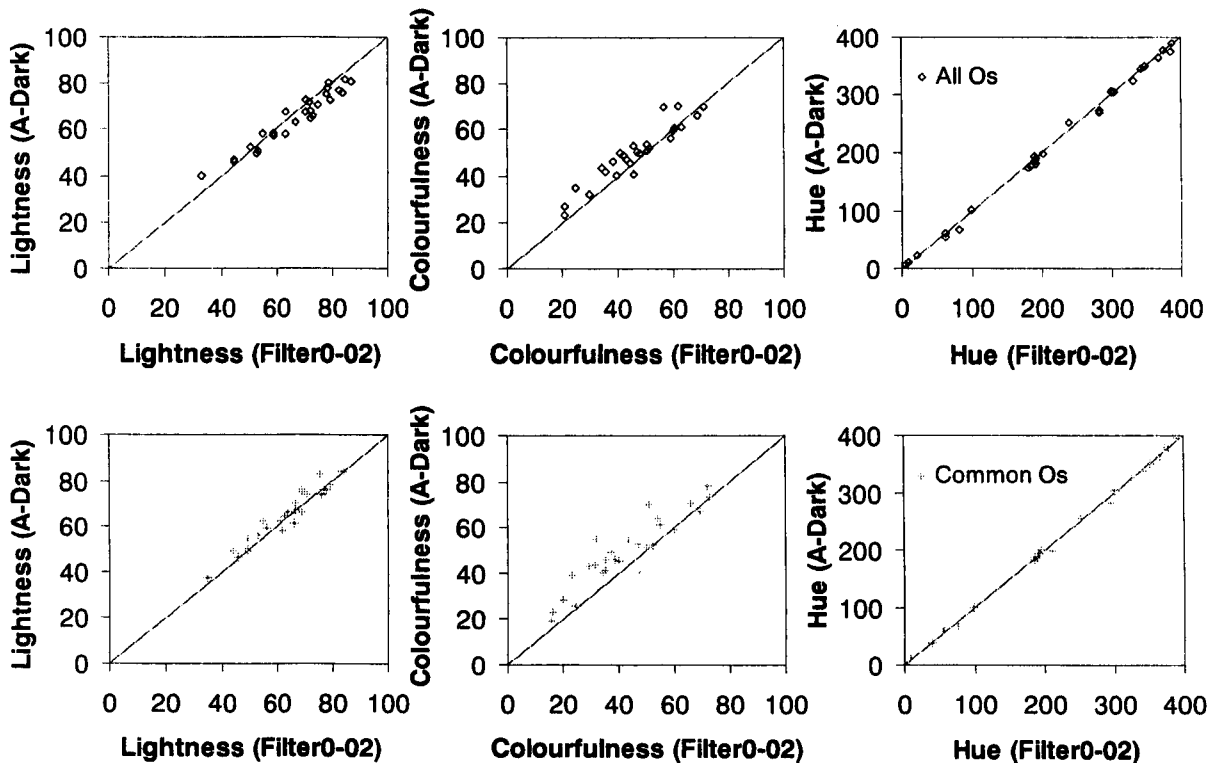 Lightness (A-Dark)
100
80
60
40
20
0
0 20 40 60 80 100
Lightness (Filter0-02)
Colourfulness (A-Dark)
100
80
60
40
20
0
0 20 40 60 80 100
Colourfulness (Filter0-02)
Hue (A-Dark)
400
300
200
100
0
All Os
0 100 200 300 400
Hue (Filter0-02)
Lightness (A-Dark)
100
80
60
40
20
0
0 20 40 60 80 100
Lightness (Filter0-02)
Colourfulness (A-Dark)
100
80
60
40
20
0
0 20 40 60 80 100
Colourfulness (Filter0-02)
Hue (A-Dark)
400
300
200
100
0
Common Os
0 100 200 300 400
Hue (Filter0-02)